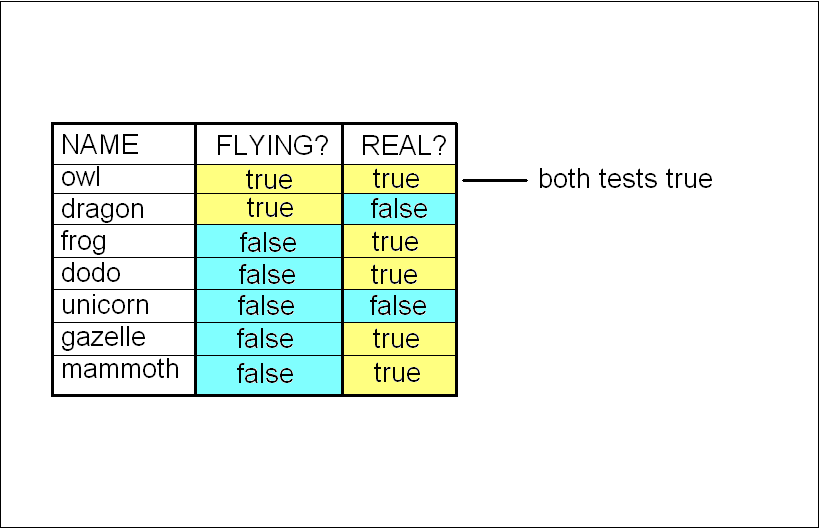 NAME FLYING? REAL?
owl true true both tests true
dragon true false
frog false true
dodo false true
unicorn false false
gazelle false true
mammoth false true